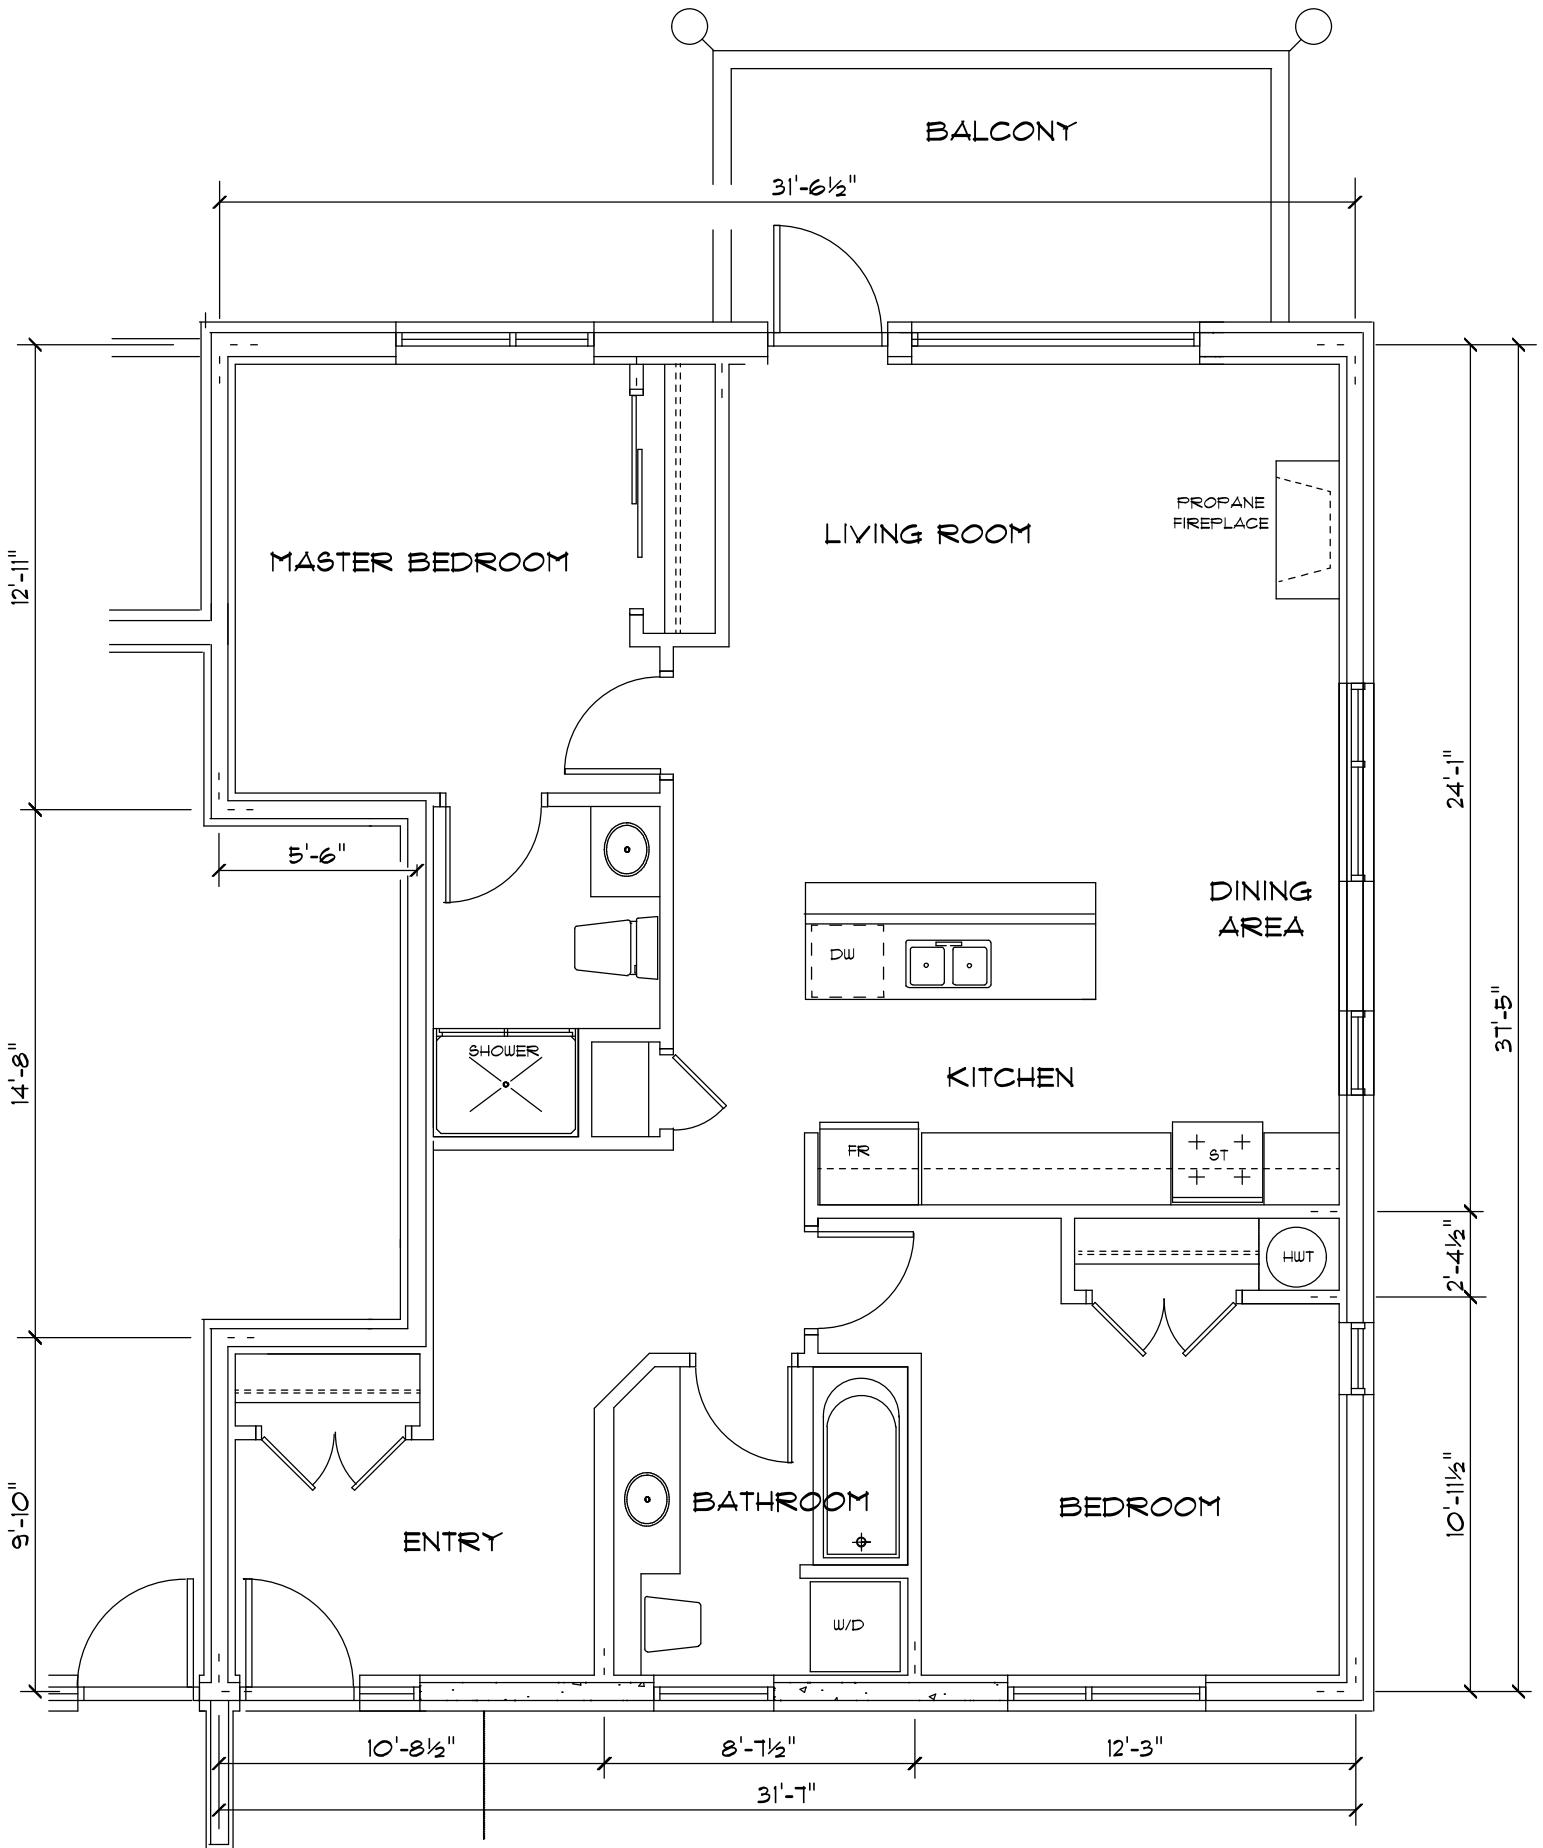 BALCONY
31'-6½"
PROPANE
FIREPLACE
LIVING ROOM
MASTER BEDROOM
12'-11"
24'-1"
5'-6"
DINING
AREA
DW
37'-5"
14'-8"
SHOWER
KITCHEN
FR
ST
2'-4½"
HWT
9'-10"
10'-11½"
BATHROOM
BEDROOM
ENTRY
W/D
10'-8½"
8'-7½"
12'-3"
31'-7"